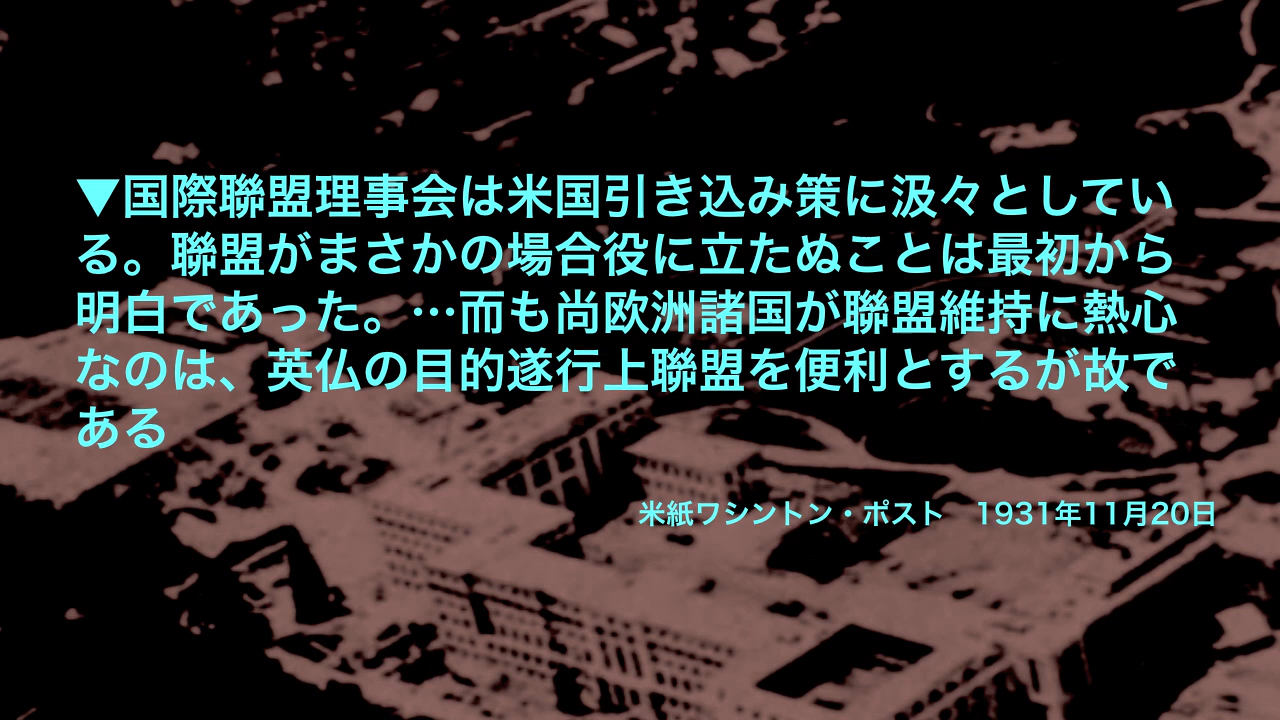 ▼国際聯盟理事会は米国引き込み策に汲々としてい
る。聯盟がまさかの場合役に立たぬことは最初から
明白であった。…而も尚欧洲諸国が聯盟維持に熱心
なのは、英仏の目的遂行上聯盟を便利とするが故で
ある
米紙ワシントン・ポスト　1931年11月20日